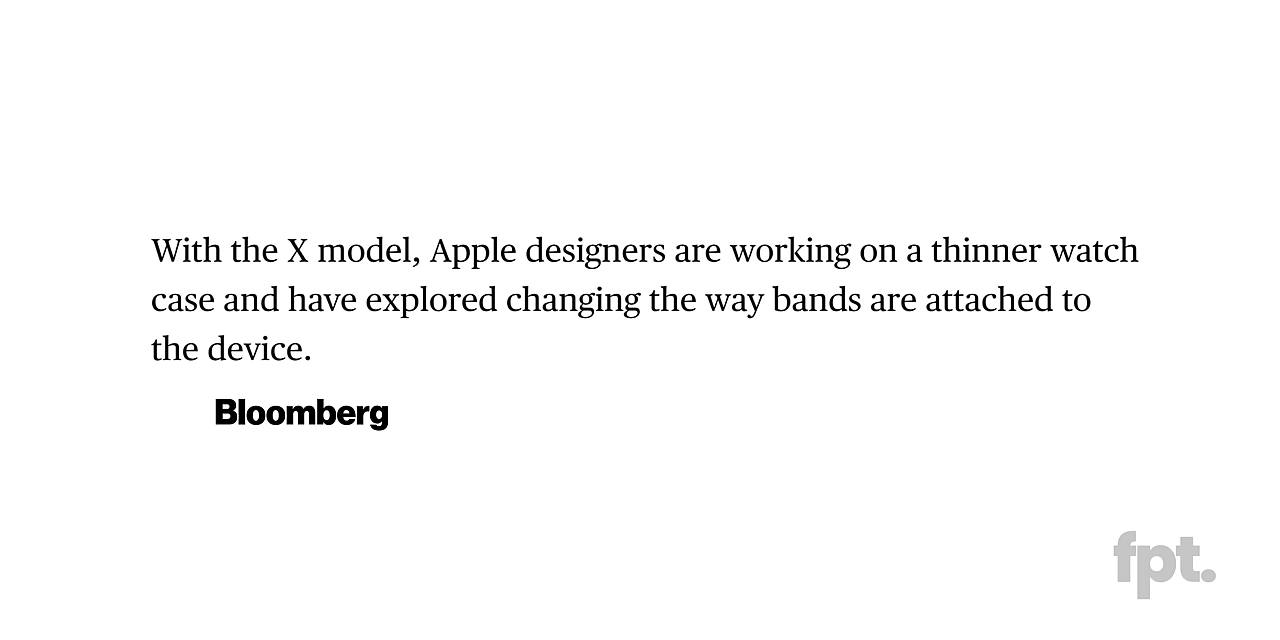 With the X model, Apple designers are working on a thinner watch
case and have explored changing the way bands are attached to
the device.
Bloomberg
fpt.